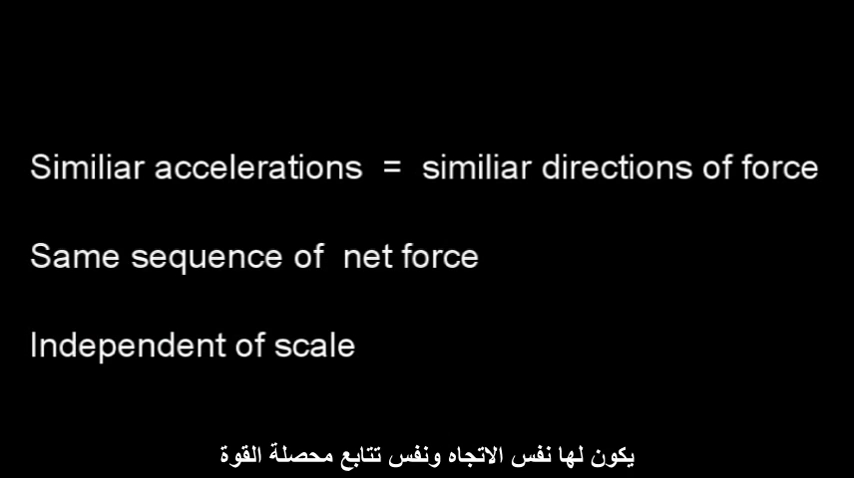 Similiar accelerations = similiar directions of force
Same sequence of net force
Independent of scale
يكون لها نفس الاتجاه ونفس تتابع محصلة القوة